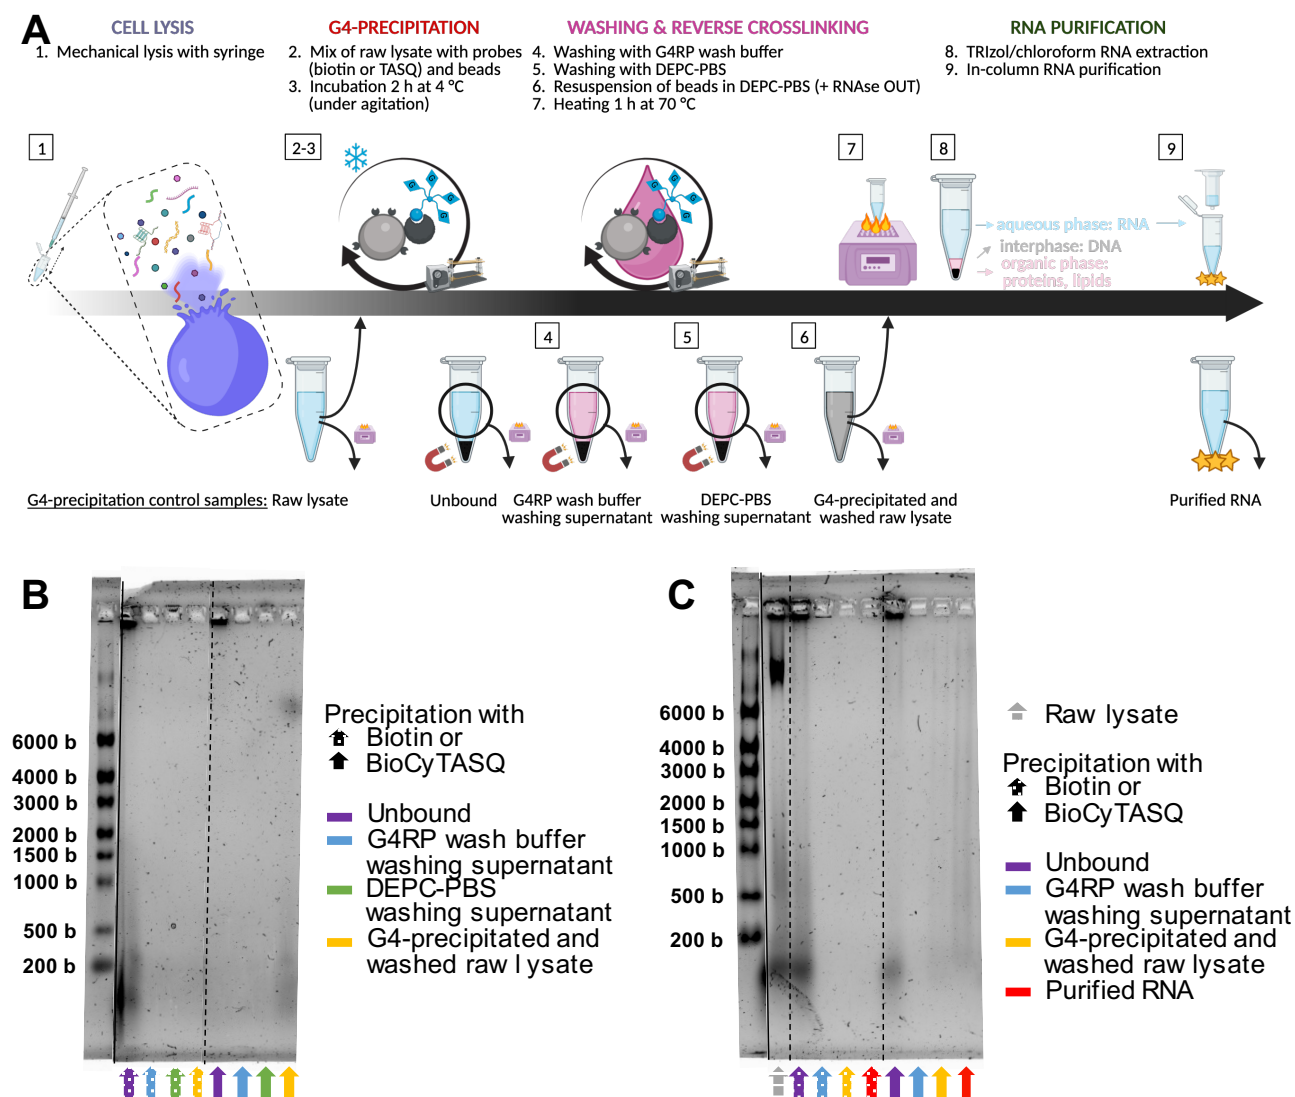 A
CELL LYSIS
1. Mechanical lysis with syringe
G4-PRECIPITATION
2. Mix of raw lysate with probes
(biotin or TASQ) and beads
3. Incubation 2 h at 4 °C
(under agitation)
WASHING & REVERSE CROSSLINKING
4. Washing with G4RP wash buffer
5. Washing with DEPC-PBS
6. Resuspension of beads in DEPC-PBS (+ RNAse OUT)
7. Heating 1 h at 70 °C
RNA PURIFICATION
8. TRIzol/chloroform RNA extraction
9. In-column RNA purification
1
2-3
7
8
9
G
G
G
G
G
G
G
G
aqueous phase: RNA
interphase: DNA
organic phase:
proteins, lipids
4
5
6
G4-precipitation control samples: Raw lysate
Unbound
G4RP wash buffer
washing supernatant
DEPC-PBS
washing supernatant
G4-precipitated and
washed raw lysate
Purified RNA
B
6000 b
4000 b
3000 b
2000 b
1500 b
1000 b
500 b
200 b
Precipitation with
Biotin or
BioCyTASQ
Unbound
G4RP wash buffer
washing supernatant
DEPC-PBS
washing supernatant
G4-precipitated and
washed raw l ysate
C
6000 b
4000 b
3000 b
2000 b
1500 b
1000 b
500 b
200 b
Raw lysate
Precipitation with
Biotin or
BioCyTASQ
Unbound
G4RP wash buffer
washing supernatant
G4-precipitated and
washed raw lysate
Purified RNA